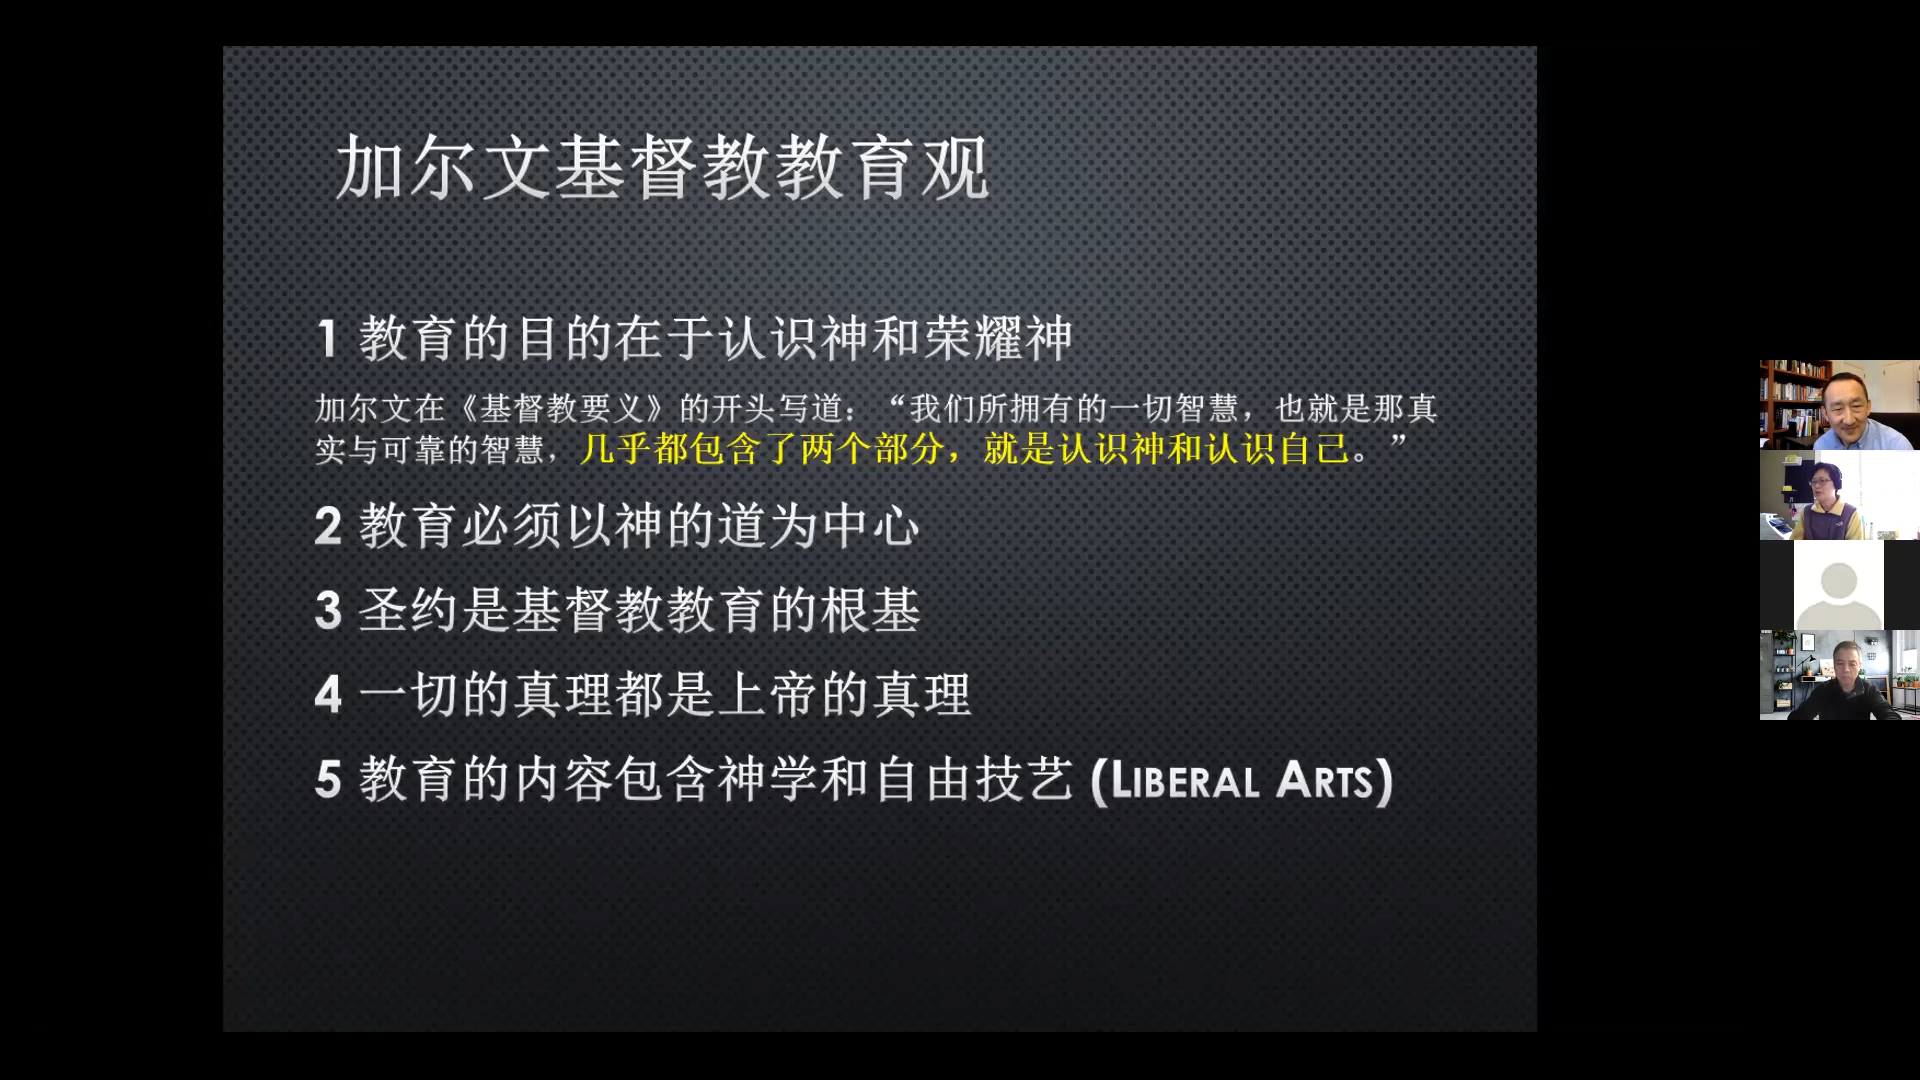 加尔文基督教教育观
1 教育的目的在于认识神和荣耀神
加尔文在《基督教要义》的开头写道：“我们所拥有的一切智慧，也就是那真
实与可靠的智慧，几乎都包含了两个部分，就是认识神和认识自己。”
2 教育必须以神的道为中心
3 圣约是基督教教育的根基
4 一切的真理都是上帝的真理
5 教育的内容包含神学和自由技艺 (LIBERAL ARTS)